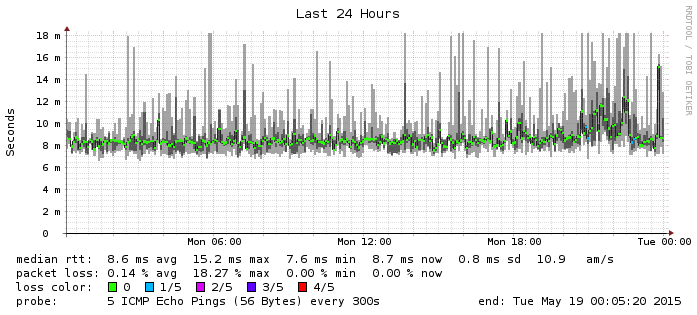 Last 24 Hours
RRDTOOL / TOBI OETIKER
Seconds
18 m
16 m
14 m
12 m
10 m
8 m
6 m
4 m
2 m
0
Mon 06:00 Mon 12:00 Mon 18:00 Tue 00:00
median rtt: 8.6 ms avg 15.2 ms max 7.6 ms min 8.7 ms now 0.8 ms sd 10.9 am/s
packet loss: 0.14 % avg 18.27 % max 0.00 % min 0.00 % now
loss color: 0 1/5 2/5 3/5 4/5
probe: 5 ICMP Echo Pings (56 Bytes) every 300s end: Tue May 19 00:05:20 2015